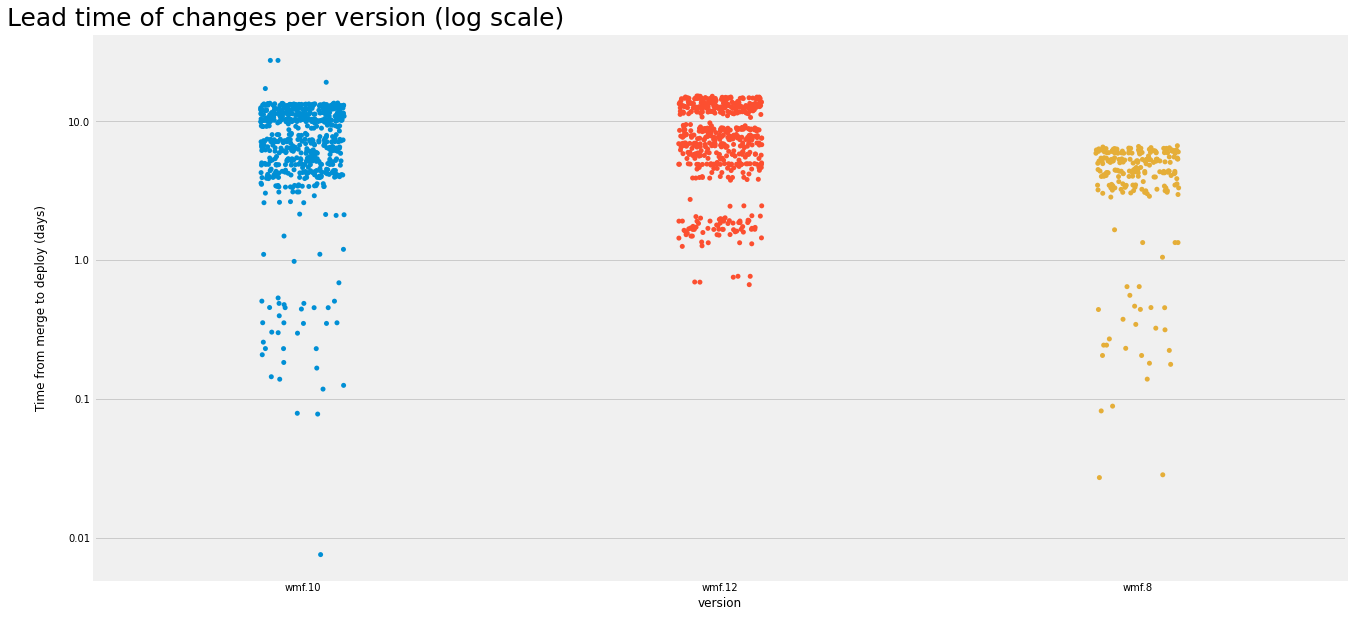 Lead time of changes per version (log scale)
Time from merge to deploy (days)
10.0
1.0
0.1
0.01
wmf.10
wmf.12
wmf.8
version